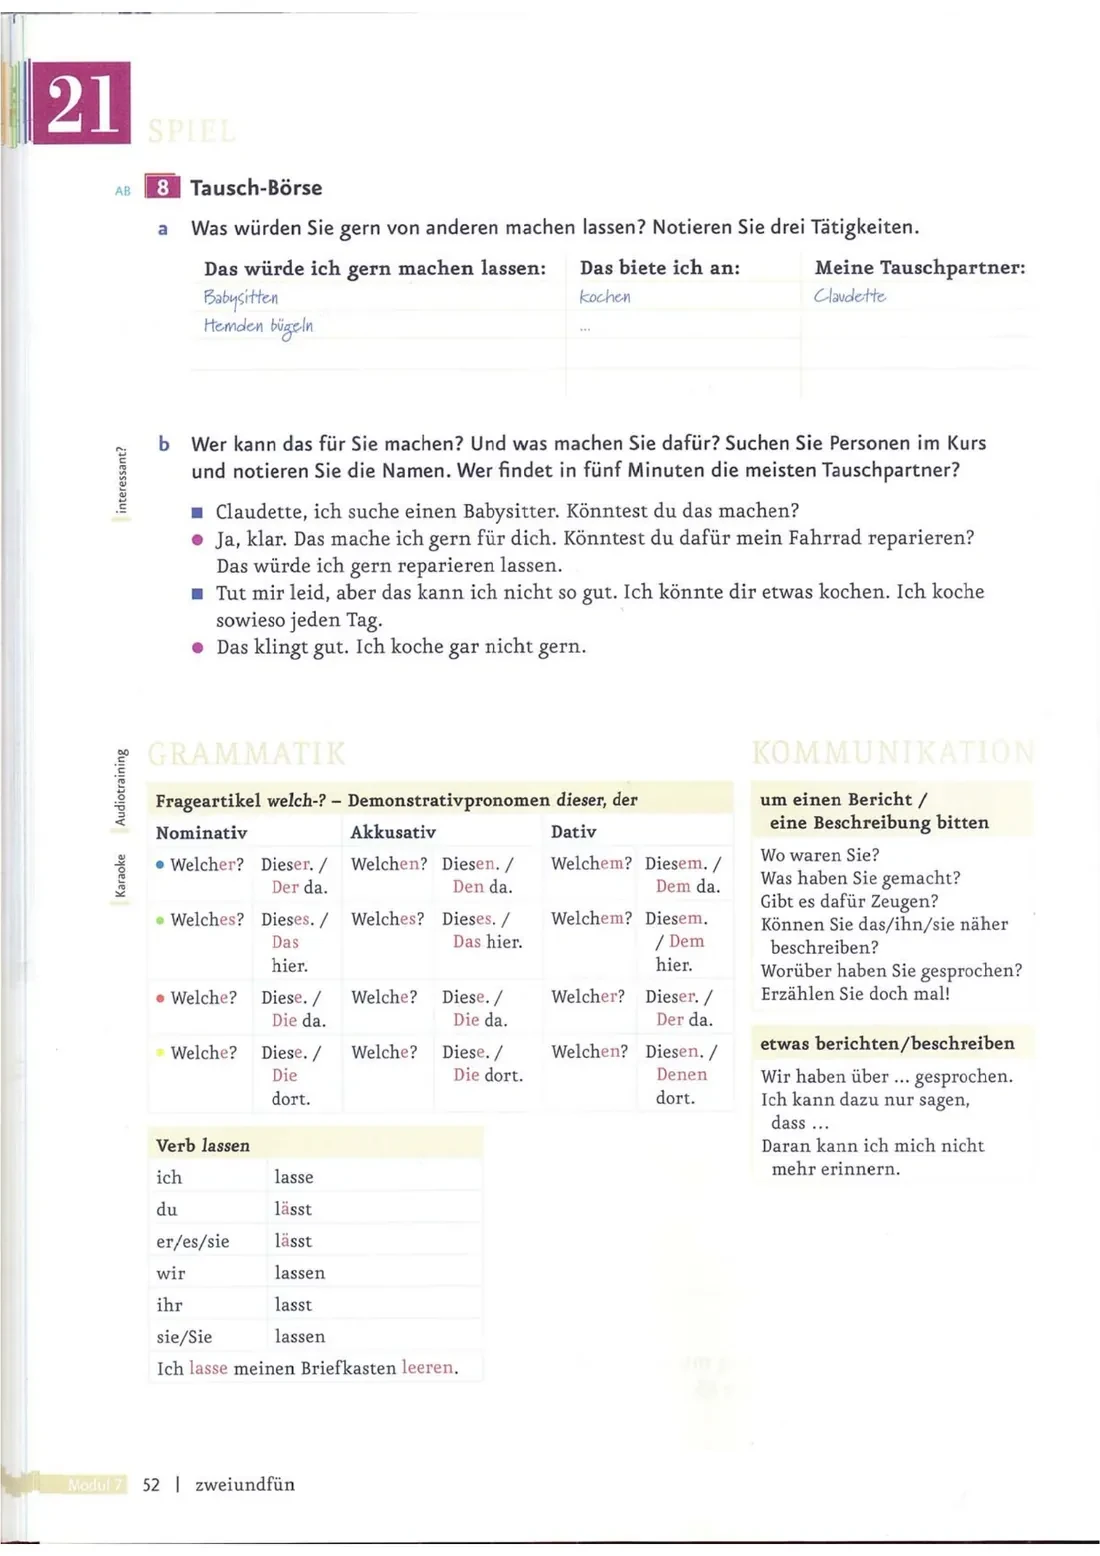 21
SPIEL
AB 8 Tausch-Börse
a Was würden Sie gern von anderen machen lassen? Notieren Sie drei Tätigkeiten.
Das würde ich gern machen lassen: Das biete ich an: Meine Tauschpartner:
Babysitten kochen Claudette
Hemden bügeln ...
interessant?
b Wer kann das für Sie machen? Und was machen Sie dafür? Suchen Sie Personen im Kurs
und notieren Sie die Namen. Wer findet in fünf Minuten die meisten Tauschpartner?
Claudette, ich suche einen Babysitter. Könntest du das machen?
Ja, klar. Das mache ich gern für dich. Könntest du dafür mein Fahrrad reparieren?
Das würde ich gern reparieren lassen.
Tut mir leid, aber das kann ich nicht so gut. Ich könnte dir etwas kochen. Ich koche
sowieso jeden Tag.
Das klingt gut. Ich koche gar nicht gern.
Audiotraining
Karaoke
GRAMMATIK
Frageartikel welch-? – Demonstrativpronomen dieser, der
Nominativ Akkusativ Dativ
Welcher? Dieser. / Welchen? Diesen. / Welchem? Diesem. /
Der da. Den da. Dem da.
Welches? Dieses. / Welches? Dieses. / Welchem? Diesem.
Das Das hier. / Dem
hier. hier.
Welche? Diese. / Welche? Diese. / Welcher? Dieser. /
Die da. Die da. Der da.
Welche? Diese. / Welche? Diese. / Welchen? Diesen. /
Die Die dort. Denen
dort. dort.
Verb lassen
ich lasse
du lässt
er/es/sie lässt
wir lassen
ihr lasst
sie/Sie lassen
Ich lasse meinen Briefkasten leeren.
KOMMUNIKATION
um einen Bericht /
eine Beschreibung bitten
Wo waren Sie?
Was haben Sie gemacht?
Gibt es dafür Zeugen?
Können Sie das/ihn/sie näher
beschreiben?
Worüber haben Sie gesprochen?
Erzählen Sie doch mal!
etwas berichten/beschreiben
Wir haben über ... gesprochen.
Ich kann dazu nur sagen,
dass ...
Daran kann ich mich nicht
mehr erinnern.
Modul 7 52 | zweiundfün